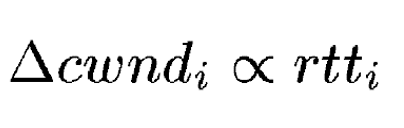 Δcwnd_i ∝ rtt_i